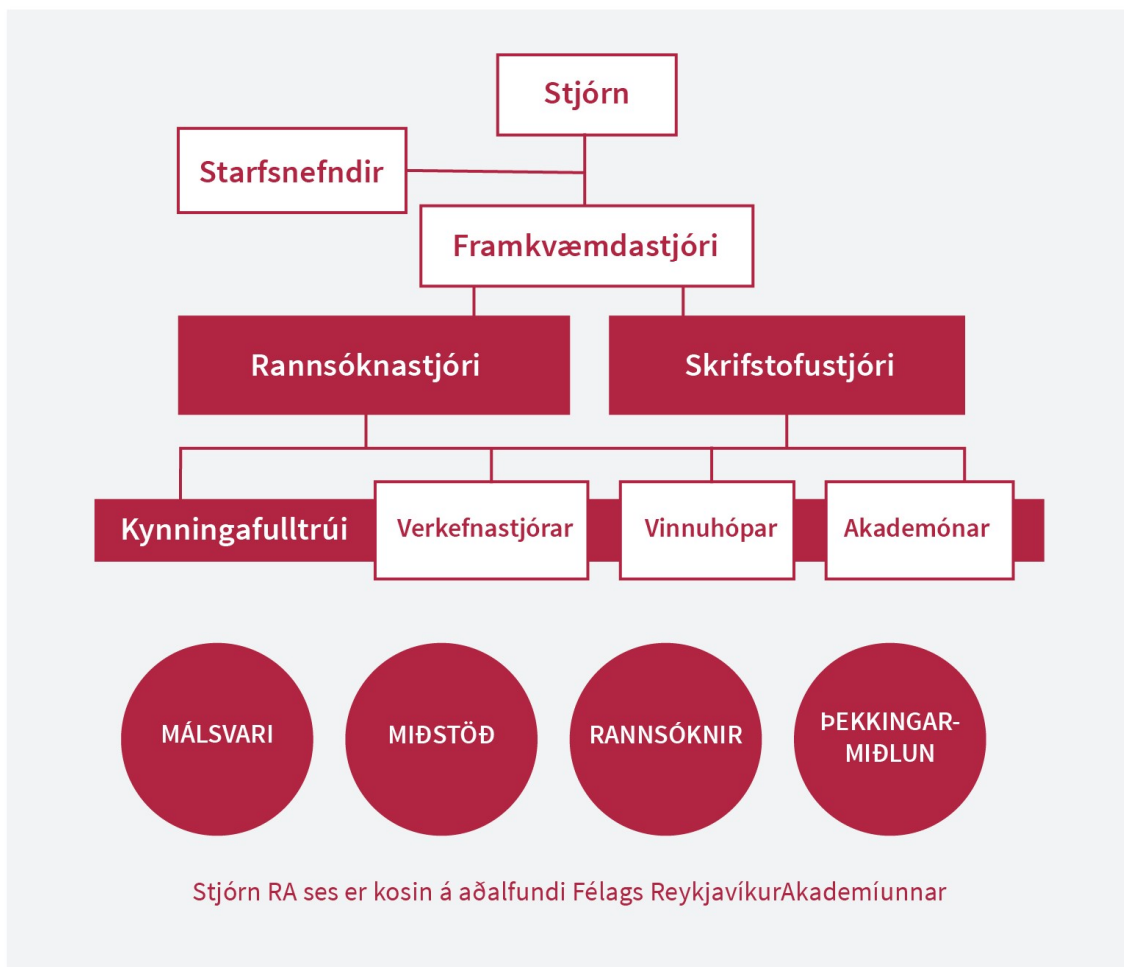 Stjórn
Starfsnefndir
Framkvæmdastjóri
Rannsóknastjóri
Skrifstofustjóri
Kynningafulltrúi
Verkefnastjórar
Vinnuhópar
Akademónar
MÁLSVARI
MIÐSTÖÐ
RANNSÓKNIR
ÞEKKINGAR-
MIÐLUN
Stjórn RA ses er kosin á aðalfundi Félags ReykjavíkurAkademíunnar